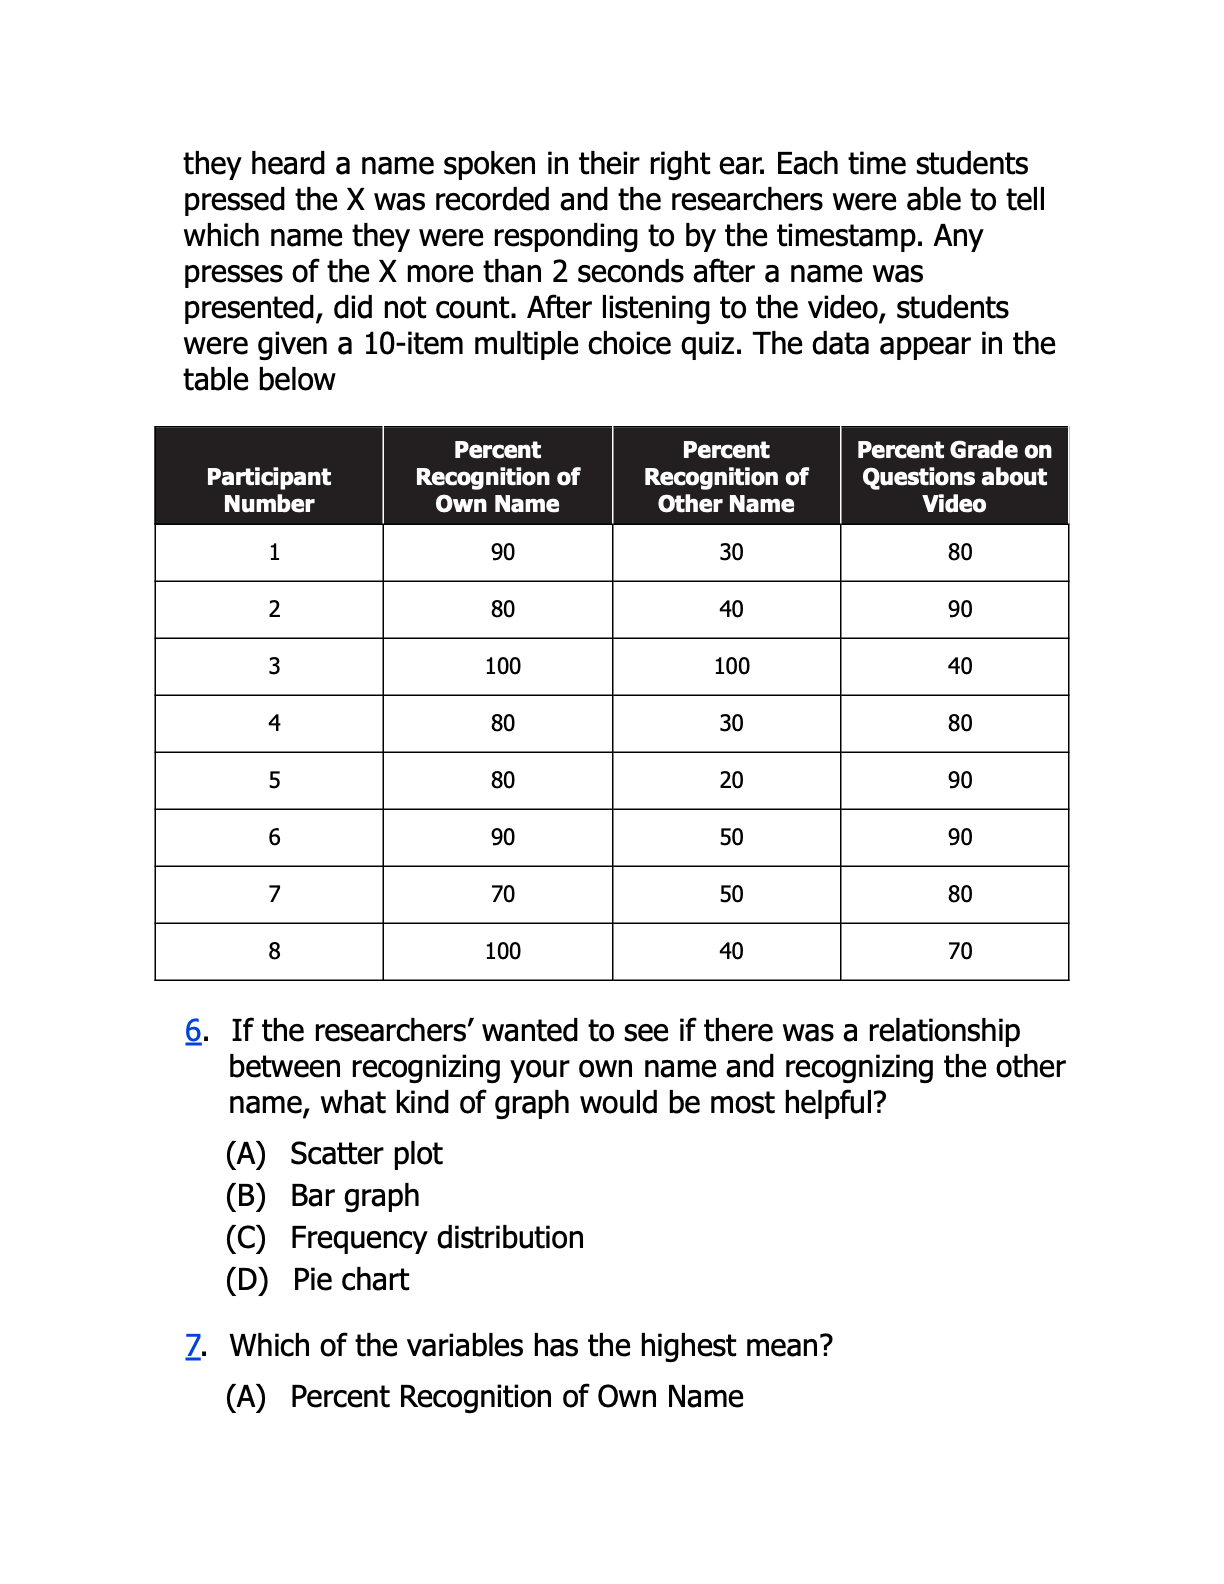 they heard a name spoken in their right ear. Each time students
pressed the X was recorded and the researchers were able to tell
which name they were responding to by the timestamp. Any
presses of the X more than 2 seconds after a name was
presented, did not count. After listening to the video, students
were given a 10-item multiple choice quiz. The data appear in the
table below
Participant Number | Percent Recognition of Own Name | Percent Recognition of Other Name | Percent Grade on Questions about Video
1 90 30 80
2 80 40 90
3 100 100 40
4 80 30 80
5 80 20 90
6 90 50 90
7 70 50 80
8 100 40 70
6. If the researchers’ wanted to see if there was a relationship
between recognizing your own name and recognizing the other
name, what kind of graph would be most helpful?
(A) Scatter plot
(B) Bar graph
(C) Frequency distribution
(D) Pie chart
7. Which of the variables has the highest mean?
(A) Percent Recognition of Own Name